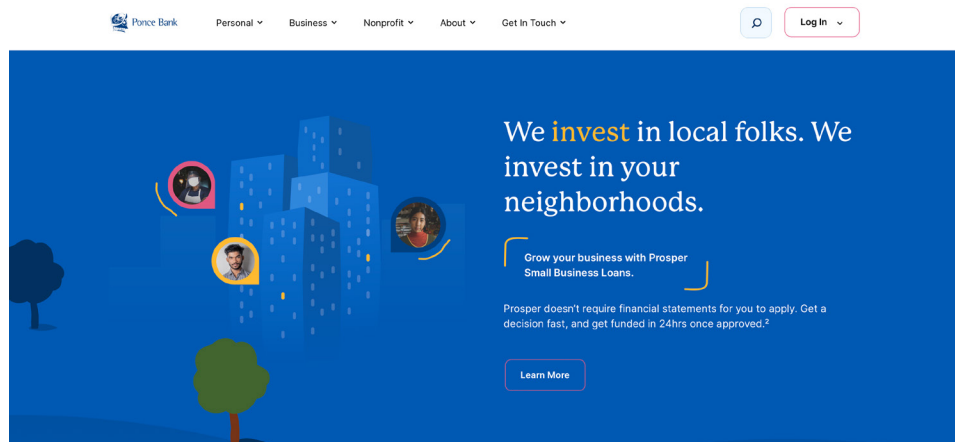 Ponce Bank
Personal
Business
Nonprofit
About
Get In Touch
Log In
We invest in local folks. We
invest in your
neighborhoods.
Grow your business with Prosper
Small Business Loans.
Prosper doesn't require financial statements for you to apply. Get a
decision fast, and get funded in 24hrs once approved.²
Learn More